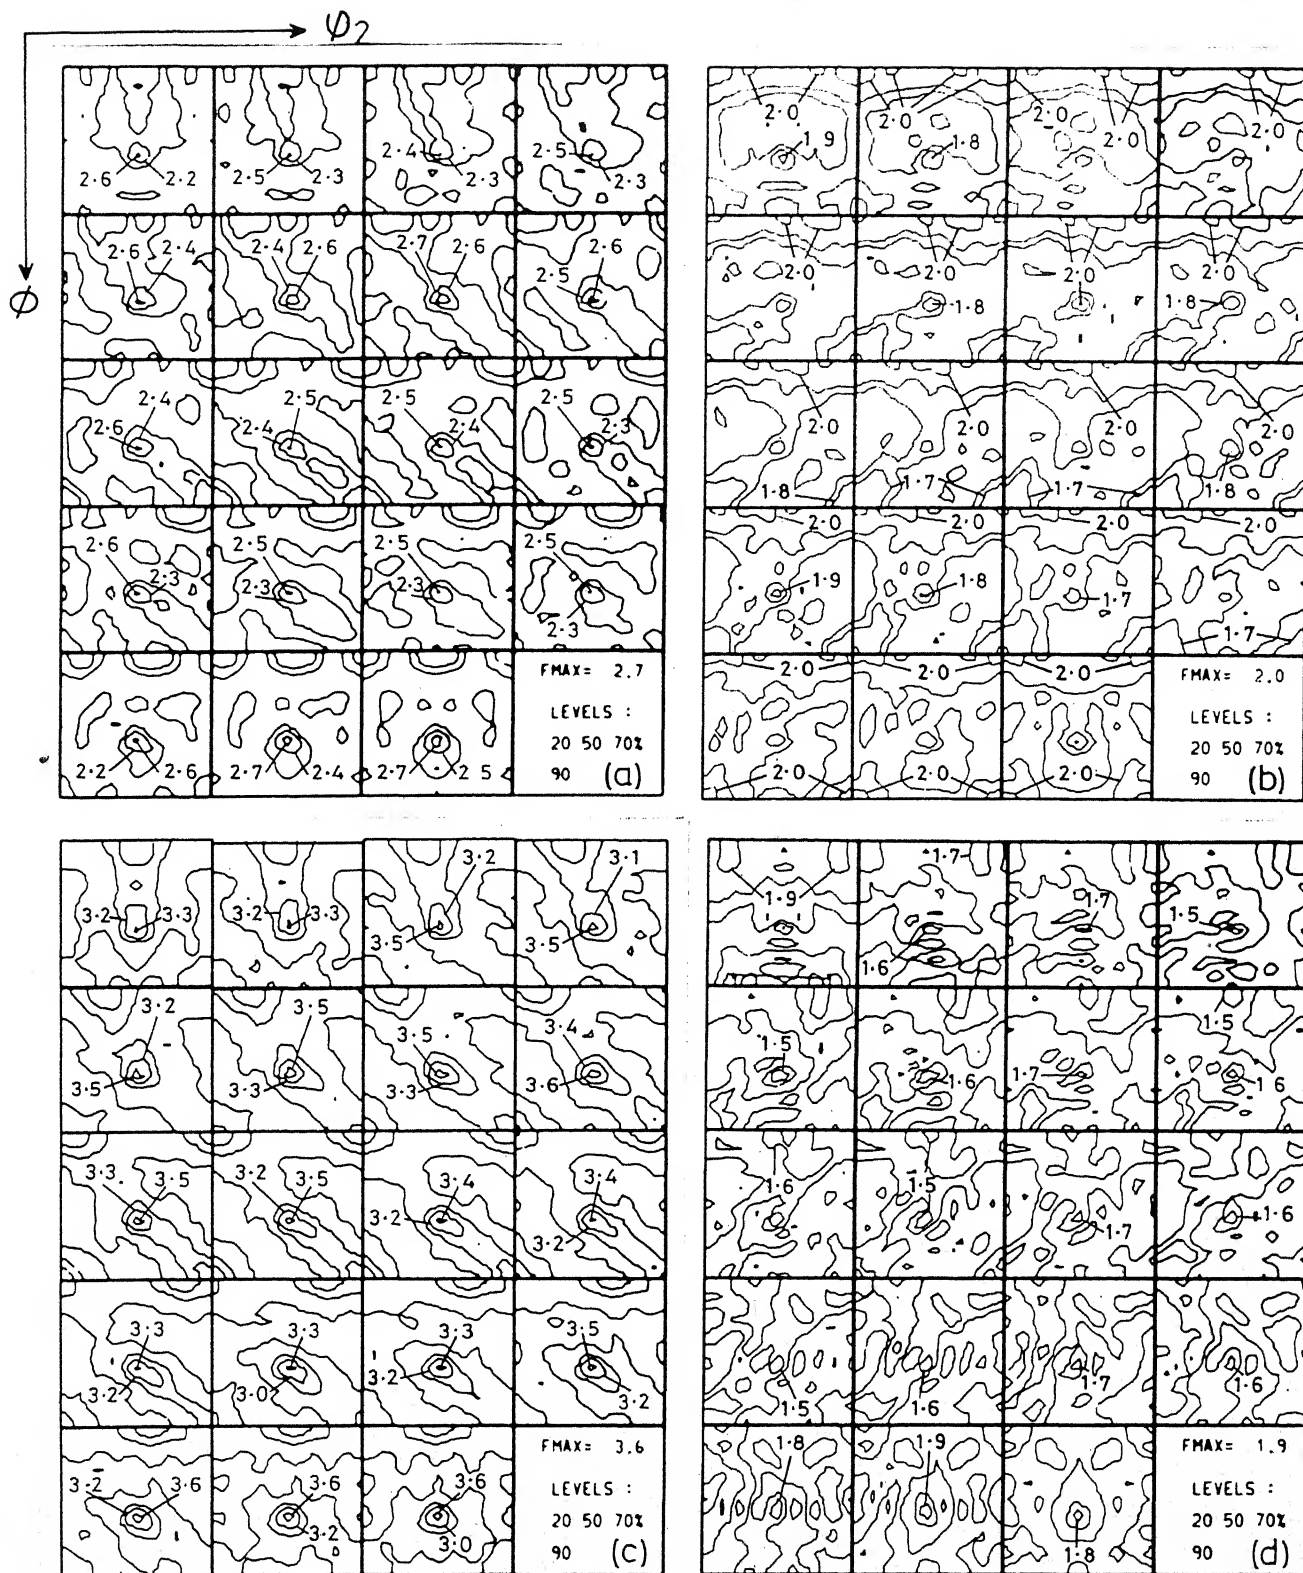 φ2
ϕ
2.6 2.2 2.5 2.3 2.4 2.3 2.5 2.3
2.6 2.4 2.4 2.6 2.7 2.6 2.5 2.6
2.4 2.6 2.5 2.4 2.5 2.4 2.5 2.3
2.6 2.3 2.5 2.3 2.5 2.3 2.5 2.3
2.2 2.6 2.7 2.4 2.7 2.5
FMAX= 2.7
LEVELS :
20 50 70%
90 (a)
2.0 1.9 2.0 1.8 2.0 2.0 2.0
2.0 2.0 1.8 2.0 2.0 1.8
2.0 1.8 2.0 1.7 2.0 1.7 2.0 1.8
2.0 1.9 2.0 1.8 2.0 1.7 2.0 1.7
2.0 2.0 2.0 2.0 2.0 2.0
FMAX= 2.0
LEVELS :
20 50 70%
90 (b)
3.2 3.3 3.2 3.3 3.2 3.5 3.1 3.5
3.2 3.5 3.5 3.3 3.5 3.3 3.4 3.6
3.3 3.5 3.2 3.5 3.4 3.2 3.4 3.2
3.3 3.2 3.3 3.0 3.3 3.2 3.5 3.2
3.2 3.6 3.6 3.2 3.6 3.0
FMAX= 3.6
LEVELS :
20 50 70%
90 (c)
1.9 1.7 1.6 1.7 1.5
1.5 1.6 1.7 1.5 1.6
1.6 1.5 1.7 1.6
1.5 1.6 1.7 1.6
1.8 1.9 1.8
FMAX= 1.9
LEVELS :
20 50 70%
90 (d)